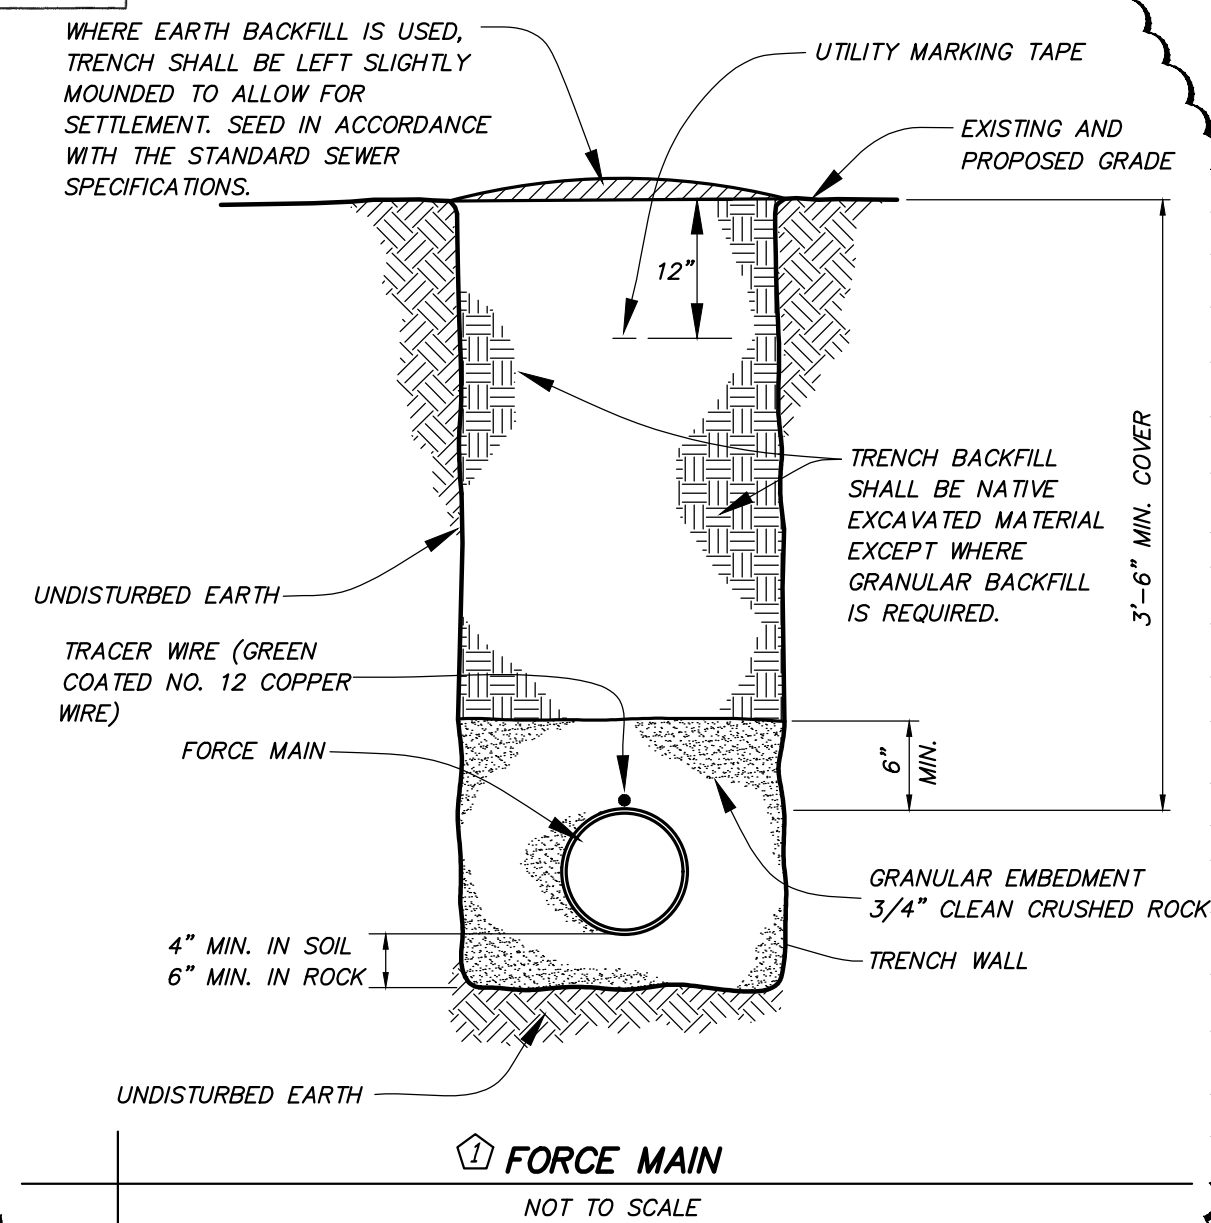 WHERE EARTH BACKFILL IS USED,
TRENCH SHALL BE LEFT SLIGHTLY
MOUNDED TO ALLOW FOR
SETTLEMENT. SEED IN ACCORDANCE
WITH THE STANDARD SEWER
SPECIFICATIONS.
UTILITY MARKING TAPE
EXISTING AND
PROPOSED GRADE
12"
3'-6" MIN. COVER
TRENCH BACKFILL
SHALL BE NATIVE
EXCAVATED MATERIAL
EXCEPT WHERE
GRANULAR BACKFILL
IS REQUIRED.
UNDISTURBED EARTH
TRACER WIRE (GREEN
COATED NO. 12 COPPER
WIRE)
FORCE MAIN
6"
MIN.
GRANULAR EMBEDMENT
3/4" CLEAN CRUSHED ROCK
4" MIN. IN SOIL
6" MIN. IN ROCK
TRENCH WALL
UNDISTURBED EARTH
1 FORCE MAIN
NOT TO SCALE